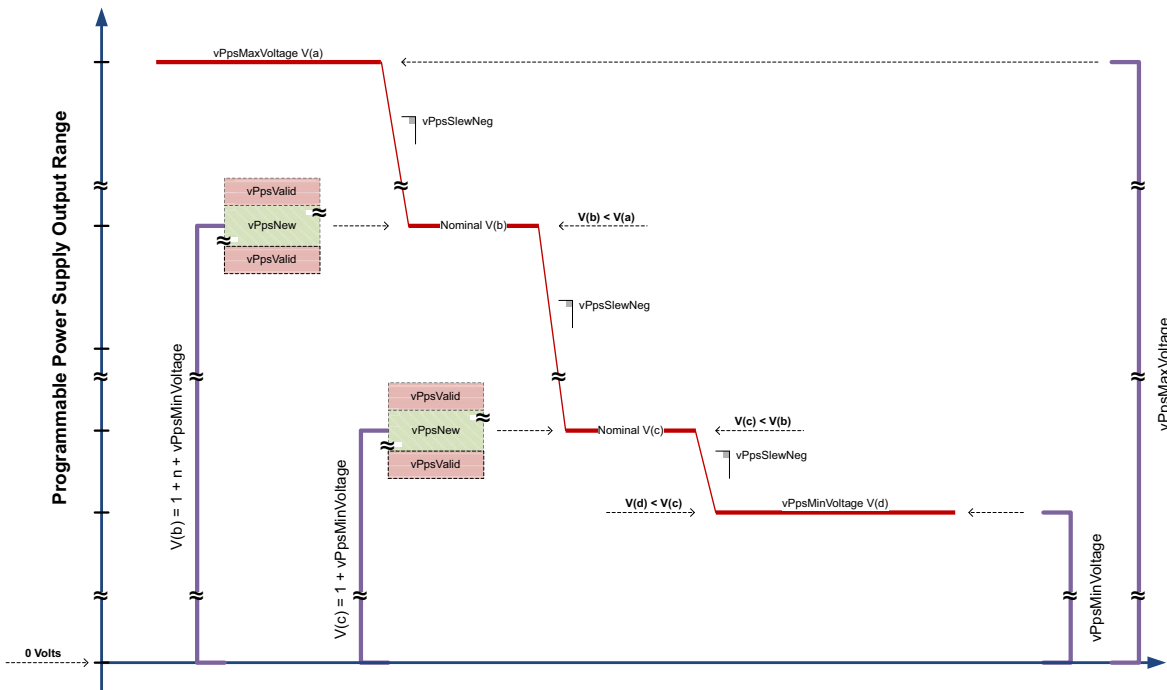 vPpsMaxVoltage V(a)
vPpsSlewNeg
Programmable Power Supply Output Range
vPpsValid
vPpsNew
vPpsValid
Nominal V(b)
V(b) < V(a)
vPpsSlewNeg
vPpsMaxVoltage
V(b) = 1 + n + vPpsMinVoltage
vPpsValid
vPpsNew
vPpsValid
Nominal V(c)
V(c) < V(b)
vPpsSlewNeg
V(c) = 1 + vPpsMinVoltage
V(d) < V(c)
vPpsMinVoltage V(d)
vPpsMinVoltage
0 Volts